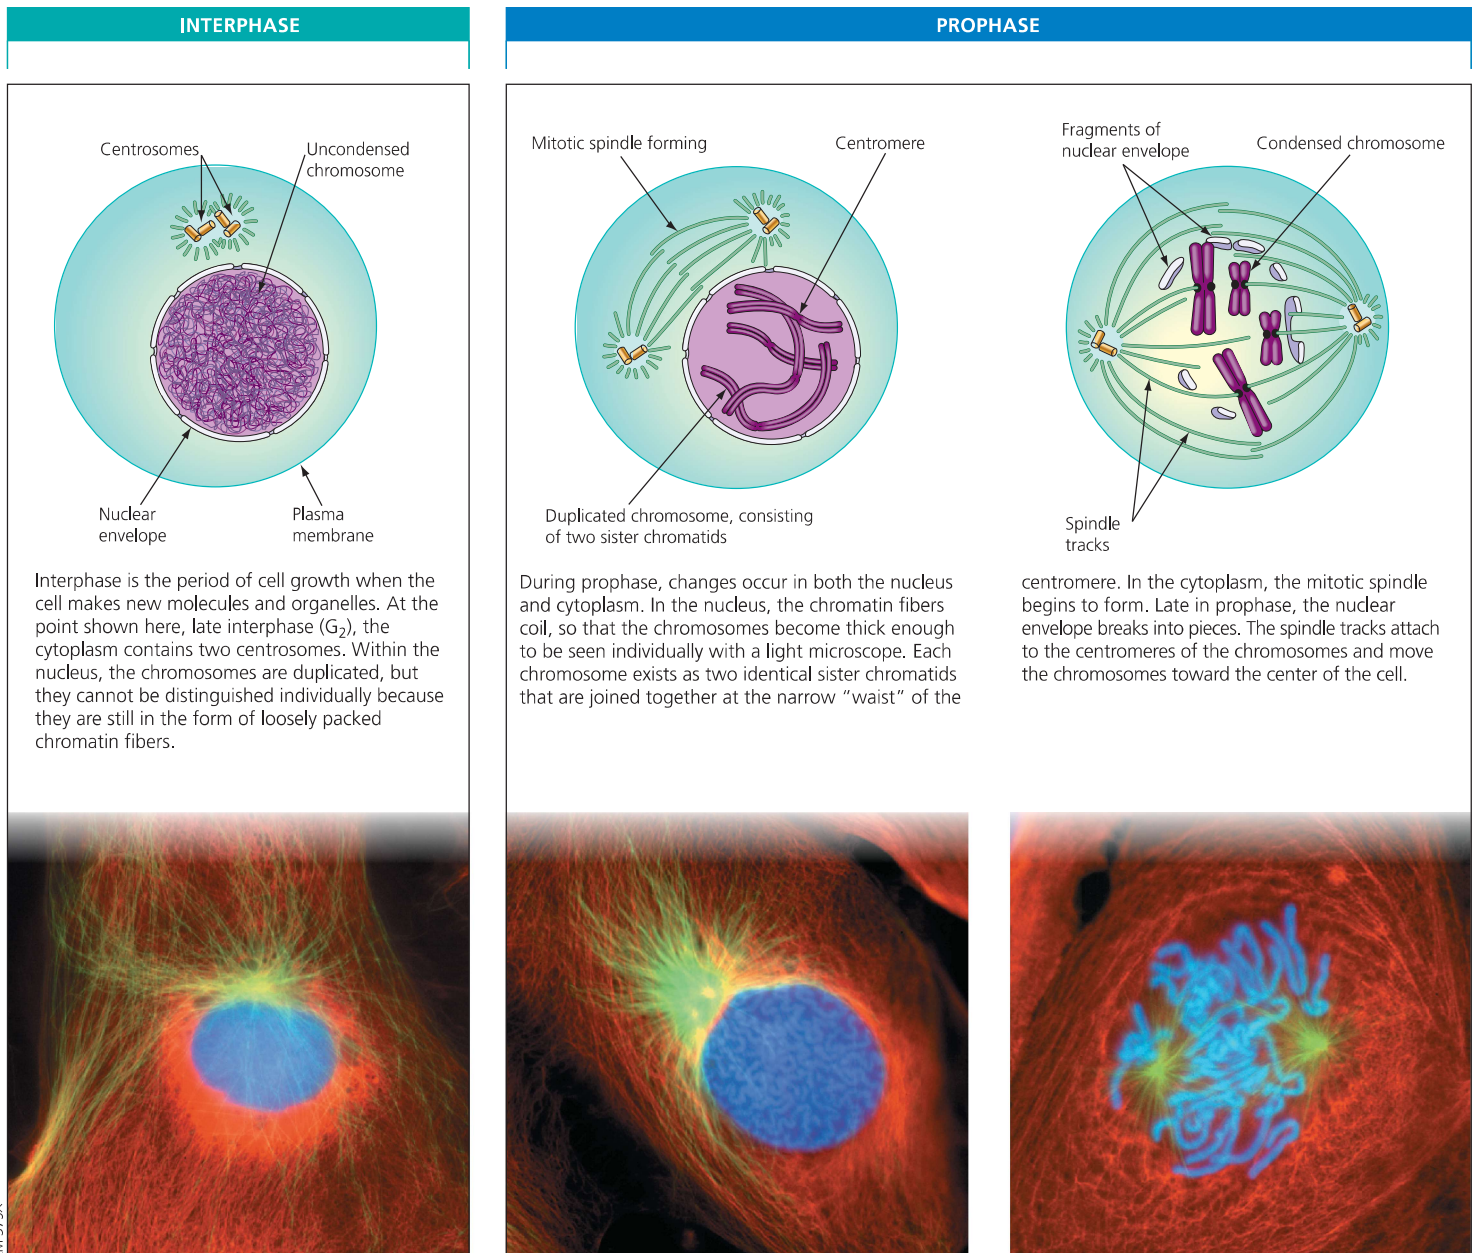 INTERPHASE
PROPHASE
Centrosomes
Uncondensed
chromosome
Nuclear
envelope
Plasma
membrane
Interphase is the period of cell growth when the
cell makes new molecules and organelles. At the
point shown here, late interphase (G₂), the
cytoplasm contains two centrosomes. Within the
nucleus, the chromosomes are duplicated, but
they cannot be distinguished individually because
they are still in the form of loosely packed
chromatin fibers.
Mitotic spindle forming
Centromere
Duplicated chromosome, consisting
of two sister chromatids
Fragments of
nuclear envelope
Condensed chromosome
Spindle
tracks
During prophase, changes occur in both the nucleus
and cytoplasm. In the nucleus, the chromatin fibers
coil, so that the chromosomes become thick enough
to be seen individually with a light microscope. Each
chromosome exists as two identical sister chromatids
that are joined together at the narrow “waist” of the
centromere. In the cytoplasm, the mitotic spindle
begins to form. Late in prophase, the nuclear
envelope breaks into pieces. The spindle tracks attach
to the centromeres of the chromosomes and move
the chromosomes toward the center of the cell.